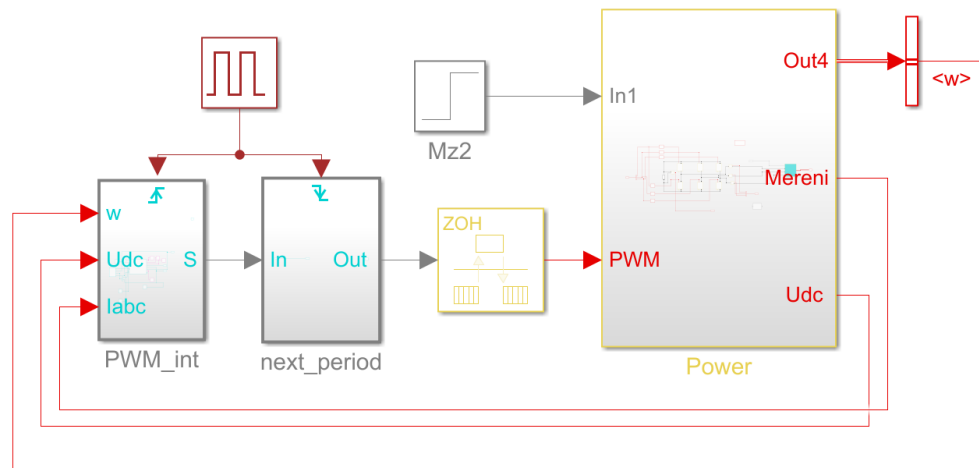 Out4
<w>
In1
Mz2
Mereni
w
Udc
S
Iabc
PWM_int
In
Out
next_period
ZOH
PWM
Udc
Power